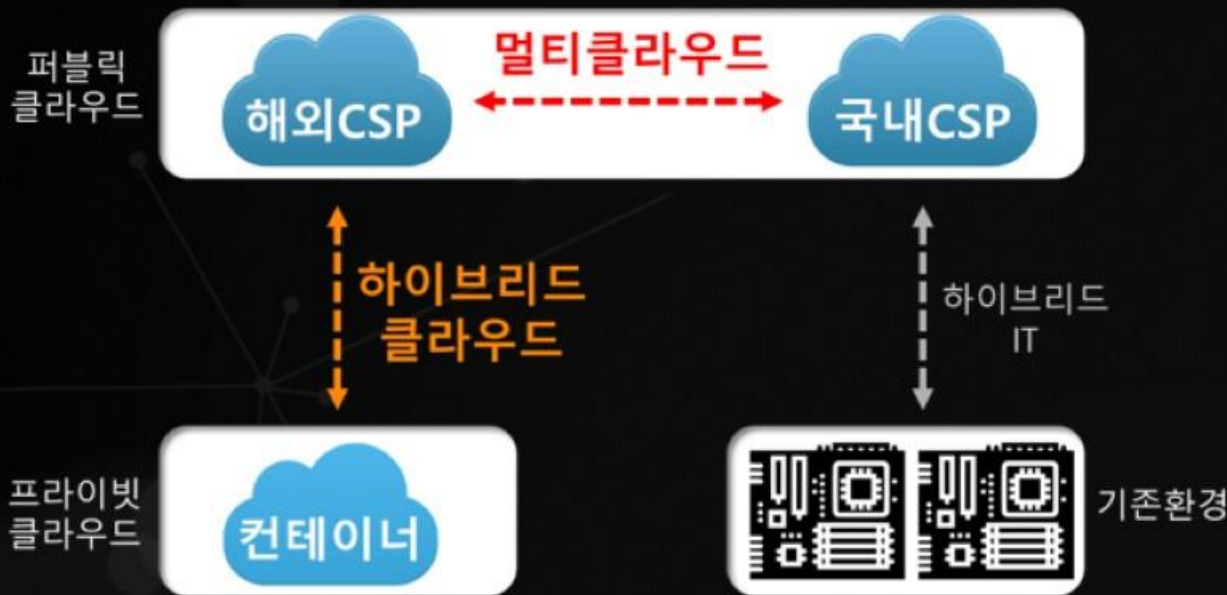 퍼블릭
클라우드
해외CSP
멀티클라우드
국내CSP
하이브리드
클라우드
하이브리드
IT
프라이빗
클라우드
컨테이너
기존환경